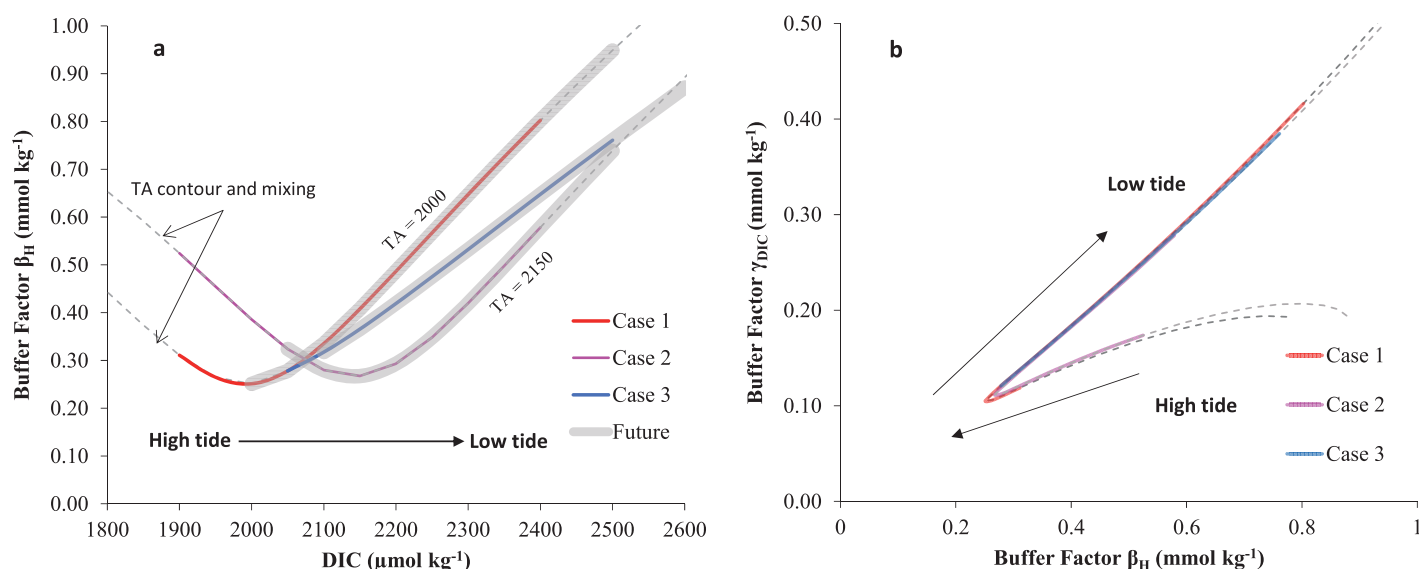 a
1.00
0.90
0.80
0.70
0.60
0.50
0.40
0.30
0.20
0.10
0.00
Buffer Factor βH (mmol kg-1)
TA contour and mixing
TA = 2000
TA = 2150
Case 1
Case 2
Case 3
Future
High tide
Low tide
1800 1900 2000 2100 2200 2300 2400 2500 2600
DIC (µmol kg-1)
b
0.50
0.40
0.30
0.20
0.10
0.00
Buffer Factor γDIC (mmol kg-1)
Low tide
High tide
Case 1
Case 2
Case 3
0 0.2 0.4 0.6 0.8 1
Buffer Factor βH (mmol kg-1)